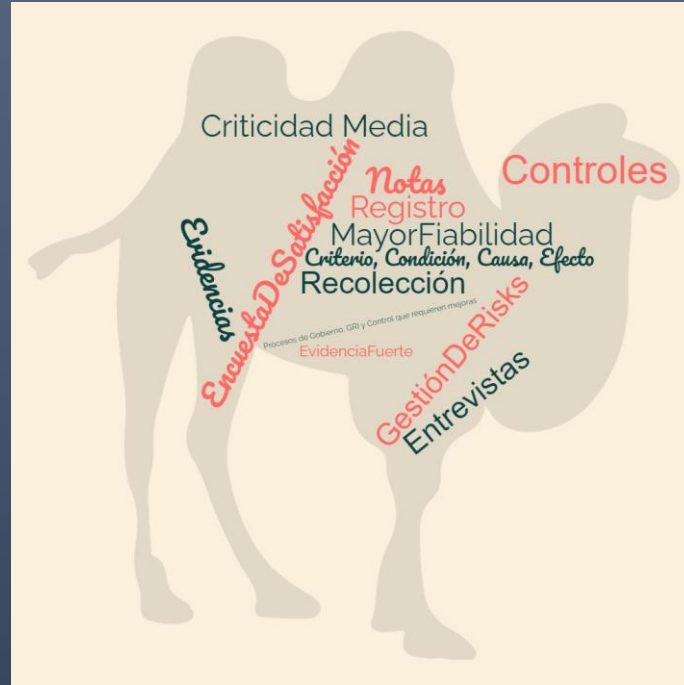 Criticidad Media
EncuestaDeSatisfacción
Notas
Controles
Registro
Evidencias
MayorFiabilidad
Criterio, Condición, Causa, Efecto
Recolección
Procesos de Gobierno, GRI y Control que requieren mejoras
EvidenciaFuerte
GestiónDeRisks
Entrevistas